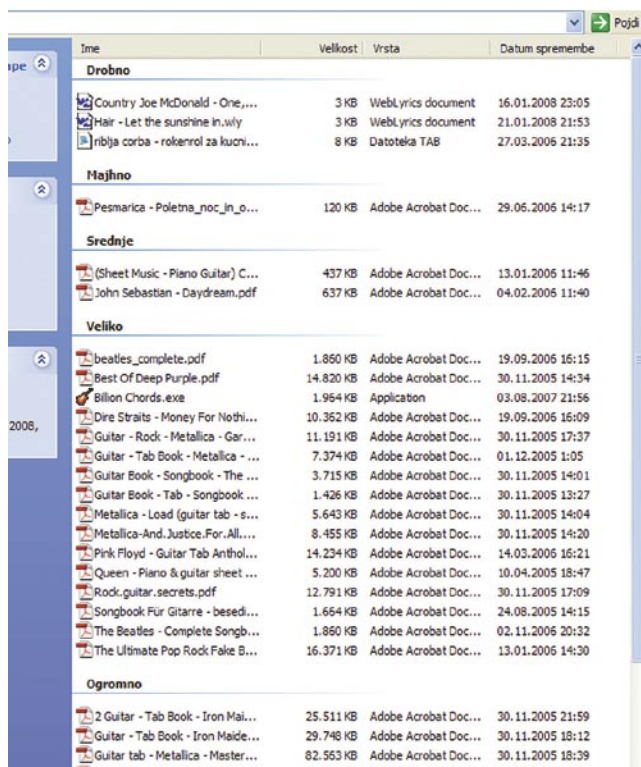 Pojdi
Ime Velikost Vrsta Datum spremembe
ape
Drobno
Country Joe McDonald - One,... 3 KB WebLyrics document 16.01.2008 23:05
Hair - Let the sunshine in.wly 3 KB WebLyrics document 21.01.2008 21:53
riblja corba - rokenrol za kucni... 8 KB Datoteka TAB 27.03.2006 21:35
Majhno
Pesmarica - Poletna_noc_in_o... 120 KB Adobe Acrobat Doc... 29.06.2006 14:17
Srednje
(Sheet Music - Piano Guitar) C... 437 KB Adobe Acrobat Doc... 13.01.2006 11:46
John Sebastian - Daydream.pdf 637 KB Adobe Acrobat Doc... 04.02.2006 11:40
Veliko
beatles_complete.pdf 1.860 KB Adobe Acrobat Doc... 19.09.2006 16:15
Best Of Deep Purple.pdf 14.820 KB Adobe Acrobat Doc... 30.11.2005 14:34
Bilion Chords.exe 1.964 KB Application 03.08.2007 21:56
Dire Straits - Money For Nothi... 10.362 KB Adobe Acrobat Doc... 19.09.2006 16:09
2008,
Guitar - Rock - Metallica - Gar... 11.191 KB Adobe Acrobat Doc... 30.11.2005 17:37
Guitar - Tab Book - Metallica - ... 7.374 KB Adobe Acrobat Doc... 01.12.2005 1:05
Guitar Book - Songbook - The ... 3.715 KB Adobe Acrobat Doc... 30.11.2005 14:01
Guitar Book - Tab - Songbook ... 1.426 KB Adobe Acrobat Doc... 30.11.2005 13:27
Metallica - Load (guitar tab - s... 5.643 KB Adobe Acrobat Doc... 30.11.2005 14:04
Metallica-And.Justice.For.All.... 8.455 KB Adobe Acrobat Doc... 30.11.2005 14:20
Pink Floyd - Guitar Tab Anthol... 14.234 KB Adobe Acrobat Doc... 14.03.2006 16:21
Queen - Piano & guitar sheet ... 5.200 KB Adobe Acrobat Doc... 10.04.2005 18:47
Rock.guitar.secrets.pdf 12.791 KB Adobe Acrobat Doc... 30.11.2005 17:09
Songbook Für Gitarre - besedi... 1.664 KB Adobe Acrobat Doc... 24.08.2005 14:15
The Beatles - Complete Songb... 1.860 KB Adobe Acrobat Doc... 02.11.2006 20:32
The Ultimate Pop Rock Fake B... 16.371 KB Adobe Acrobat Doc... 13.01.2006 14:30
Ogromno
2 Guitar - Tab Book - Iron Mai... 25.511 KB Adobe Acrobat Doc... 30.11.2005 21:59
Guitar - Tab Book - Iron Maide... 29.748 KB Adobe Acrobat Doc... 30.11.2005 18:12
Guitar tab - Metallica - Master... 82.563 KB Adobe Acrobat Doc... 30.11.2005 18:39